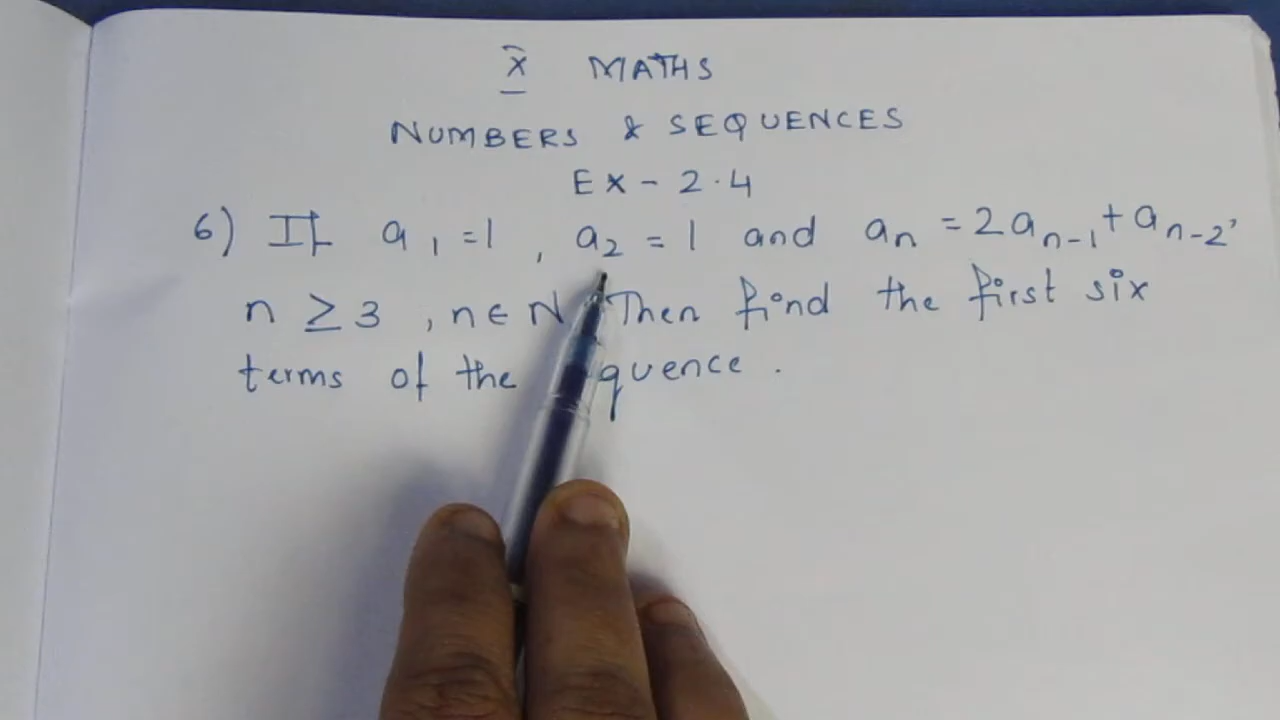 X MATHS
NUMBERS & SEQUENCES
EX - 2.4
6) If a₁ = 1 , a₂ = 1 and aₙ = 2aₙ₋₁ + aₙ₋₂,
n ≥ 3 , n ∈ N Then find the first six
terms of the quence .